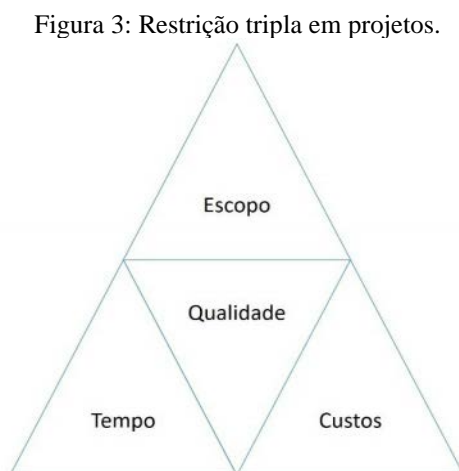 Figura 3: Restrição tripla em projetos.
Escopo
Qualidade
Tempo
Custos